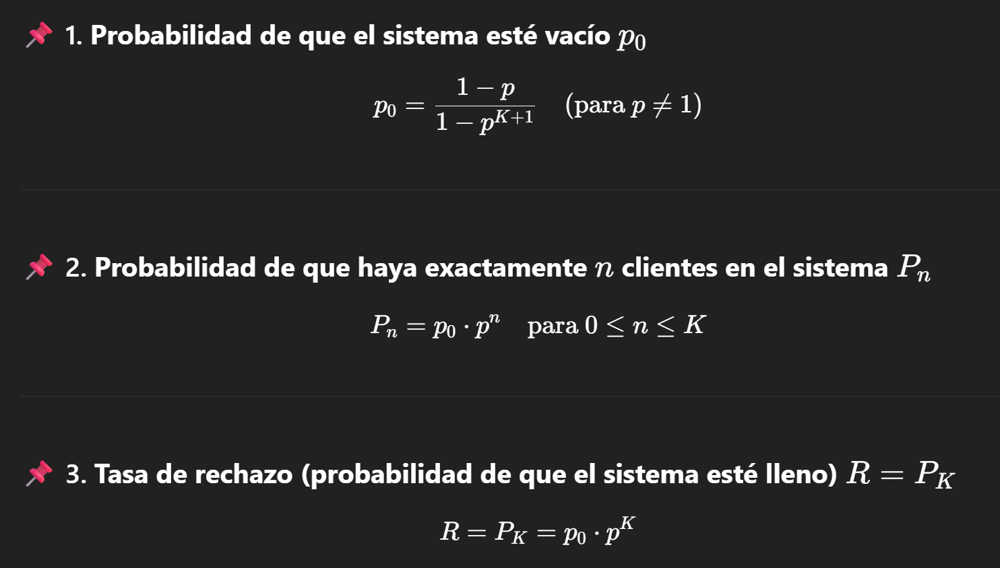 📌 1. Probabilidad de que el sistema esté vacío $p_0$
$p_0 = \frac{1 - p}{1 - p^{K+1}} \quad (\text{para } p \neq 1)$
📌 2. Probabilidad de que haya exactamente $n$ clientes en el sistema $P_n$
$P_n = p_0 \cdot p^n \quad \text{para } 0 \leq n \leq K$
📌 3. Tasa de rechazo (probabilidad de que el sistema esté lleno) $R = P_K$
$R = P_K = p_0 \cdot p^K$